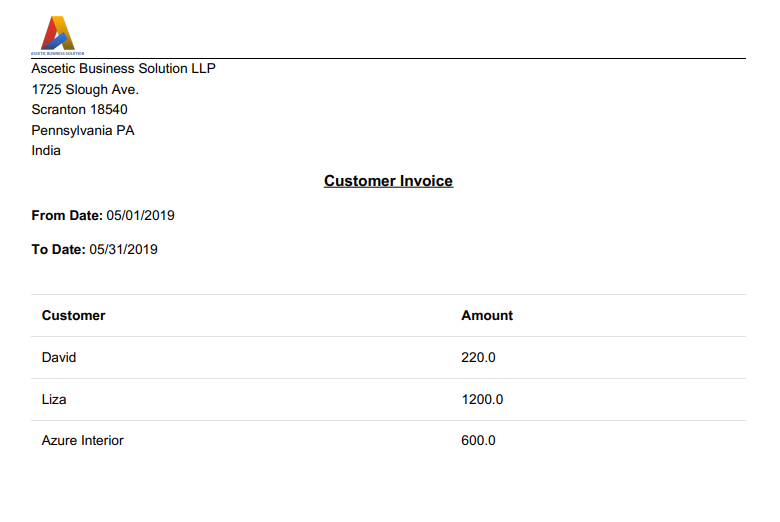 ASCETIC BUSINESS SOLUTION
Ascetic Business Solution LLP
1725 Slough Ave.
Scranton 18540
Pennsylvania PA
India
Customer Invoice
From Date: 05/01/2019
To Date: 05/31/2019
Customer Amount
David 220.0
Liza 1200.0
Azure Interior 600.0